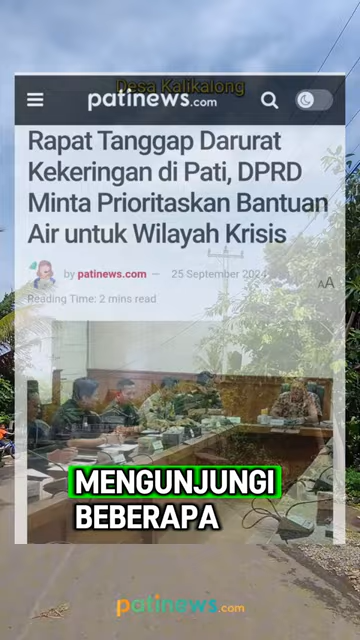 Desa Kalikalong
patinews.com
Rapat Tanggap Darurat
Kekeringan di Pati, DPRD
Minta Prioritaskan Bantuan
Air untuk Wilayah Krisis
by patinews.com — 25 September 2024
AA
Reading Time: 2 mins read
MENGUNJUNGI
BEBERAPA
patinews.com